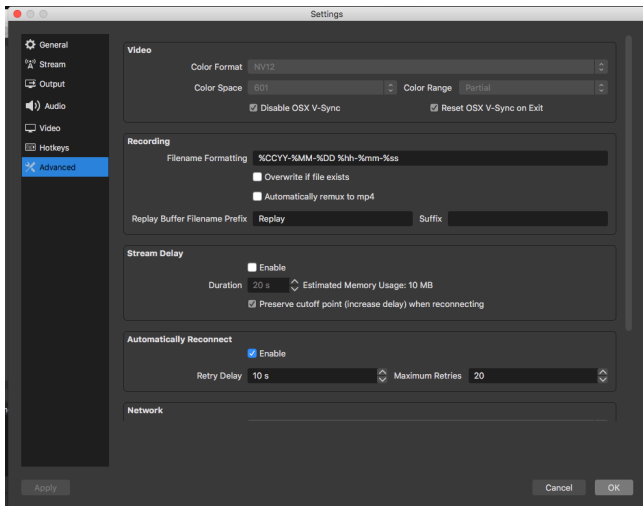 Settings
General
Stream
Output
Audio
Video
Hotkeys
Advanced
Video
Color Format NV12
Color Space 601 Color Range Partial
Disable OSX V-Sync Reset OSX V-Sync on Exit
Recording
Filename Formatting %CCYY-%MM-%DD %hh-%mm-%ss
Overwrite if file exists
Automatically remux to mp4
Replay Buffer Filename Prefix Replay Suffix
Stream Delay
Enable
Duration 20 s Estimated Memory Usage: 10 MB
Preserve cutoff point (increase delay) when reconnecting
Automatically Reconnect
Enable
Retry Delay 10 s Maximum Retries 20
Network
Apply Cancel OK